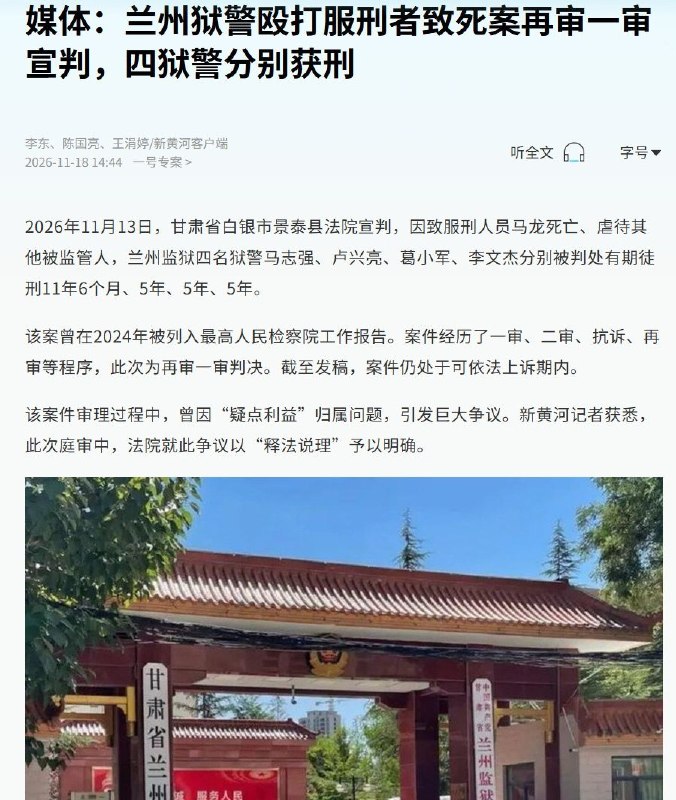 媒体：兰州狱警殴打服刑者致死案再审一审
宣判，四狱警分别获刑
李东、陈国亮、王涓婷/新黄河客户端
2026-11-18 14:44 一号专案 >
听全文
字号
2026年11月13日，甘肃省白银市景泰县法院宣判，因致服刑人员马龙死亡、虐待其
他被监管人，兰州监狱四名狱警马志强、卢兴亮、葛小军、李文杰分别被判处有期徒
刑11年6个月、5年、5年、5年。
该案曾在2024年被列入最高人民检察院工作报告。案件经历了一审、二审、抗诉、再
审等程序，此次为再审一审判决。截至发稿，案件仍处于可依法上诉期内。
该案件审理过程中，曾因“疑点利益”归属问题，引发巨大争议。新黄河记者获悉，
此次庭审中，法院就此争议以“释法说理”予以明确。
甘肃省兰州
中国共产党
甘肃省
兰州监狱
诚 服务人民